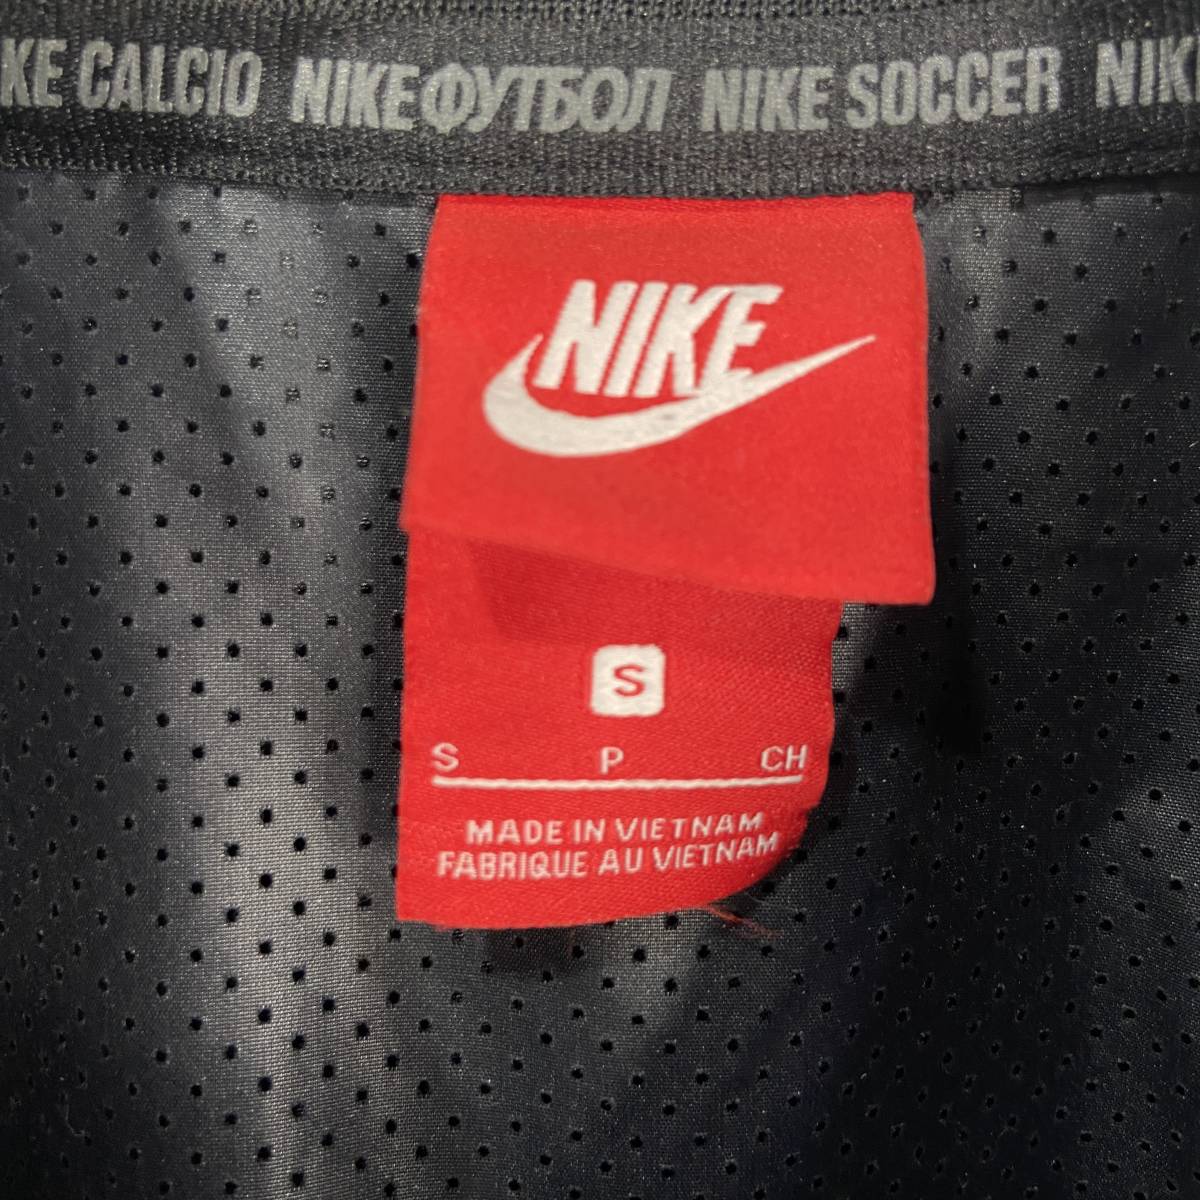 KE CALCIO NIKE ФУТБОЛ NIKE SOCCER NIK
NIKE
S
S P CH
MADE IN VIETNAM
FABRIQUE AU VIETNAM